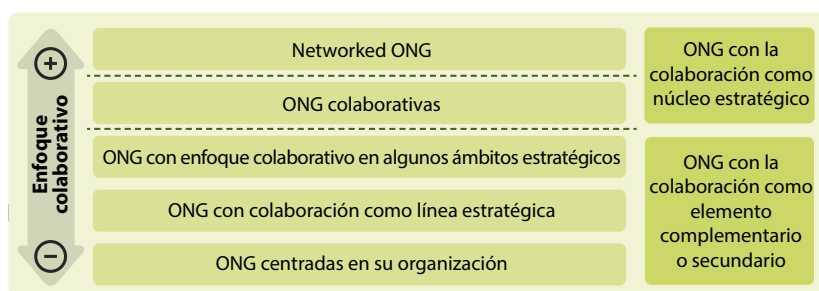 Enfoque
colaborativo
+
−
Networked ONG
ONG colaborativas
ONG con enfoque colaborativo en algunos ámbitos estratégicos
ONG con colaboración como línea estratégica
ONG centradas en su organización
ONG con la
colaboración como
núcleo estratégico
ONG con la
colaboración como
elemento
complementario
o secundario